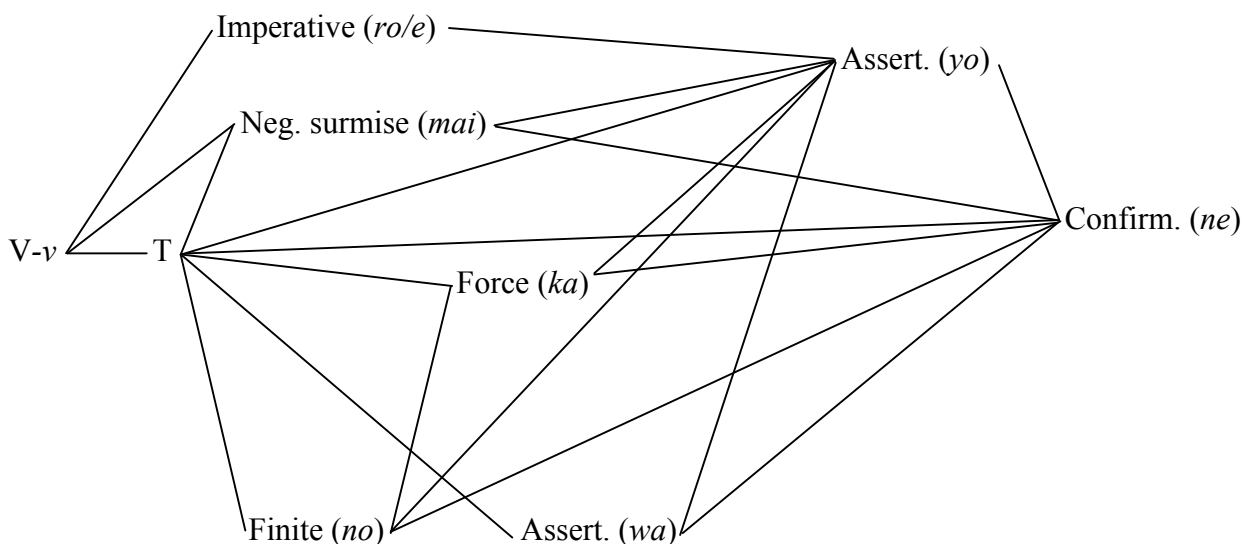 Imperative (ro/e)
Assert. (yo)
Neg. surmise (mai)
Confirm. (ne)
V-v
T
Force (ka)
Finite (no)
Assert. (wa)